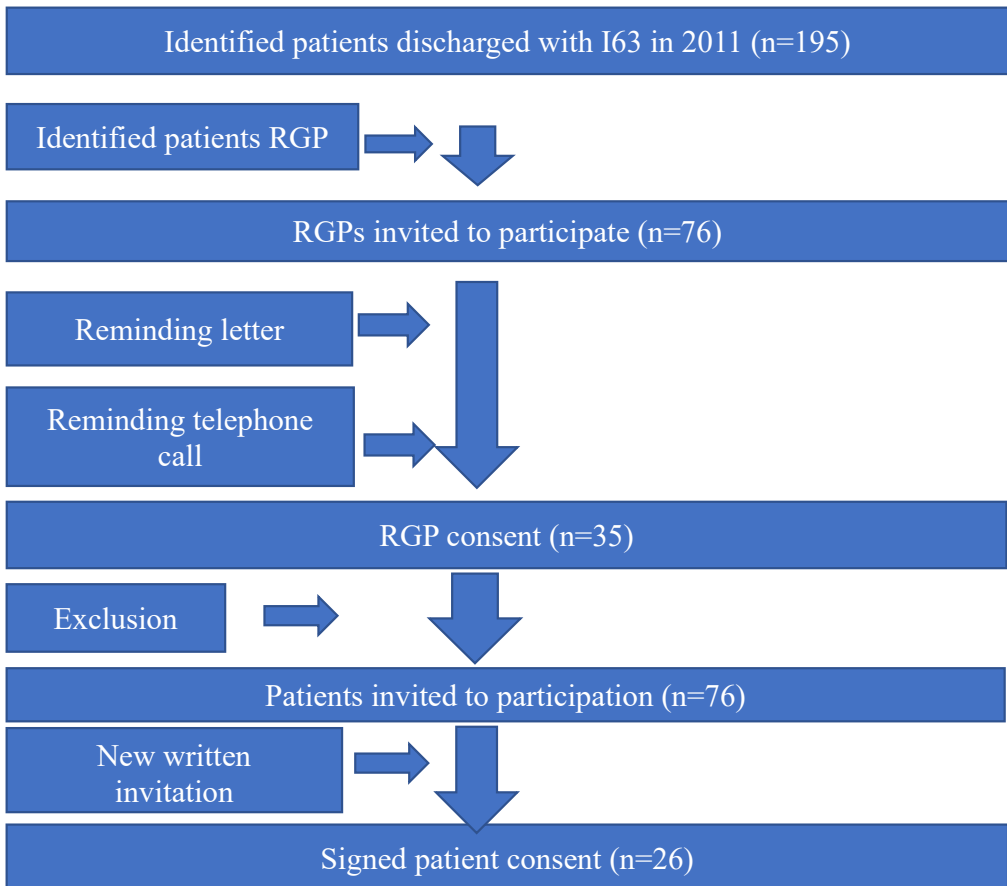 Identified patients discharged with I63 in 2011 (n=195)
Identified patients RGP
RGPs invited to participate (n=76)
Reminding letter
Reminding telephone
call
RGP consent (n=35)
Exclusion
Patients invited to participation (n=76)
New written
invitation
Signed patient consent (n=26)